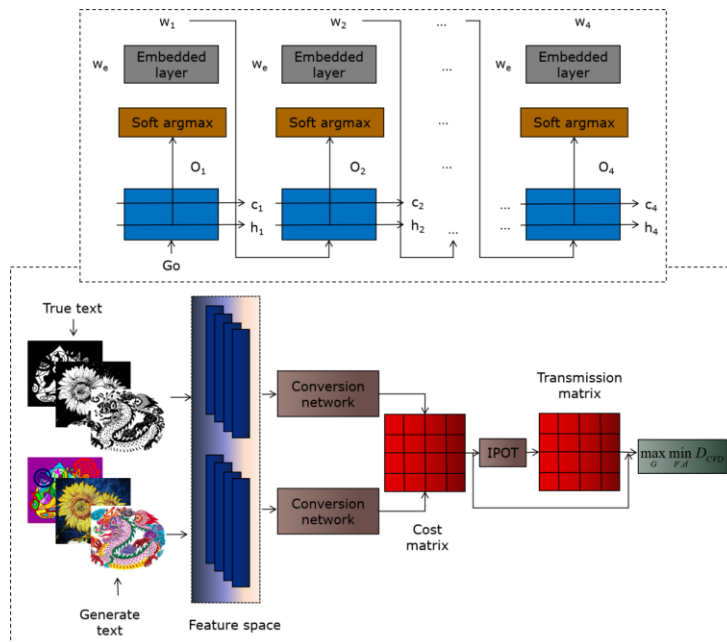 w1 w2 ... w4
we Embedded layer we Embedded layer ... we Embedded layer
Soft argmax Soft argmax ... Soft argmax
O1 O2 ... O4
c1 c2 ... c4
h1 h2 ... ... h4
Go
True text
Conversion network
Transmission matrix
IPOT
max min D_CFD
G F,d
Conversion network
Cost matrix
Generate text
Feature space